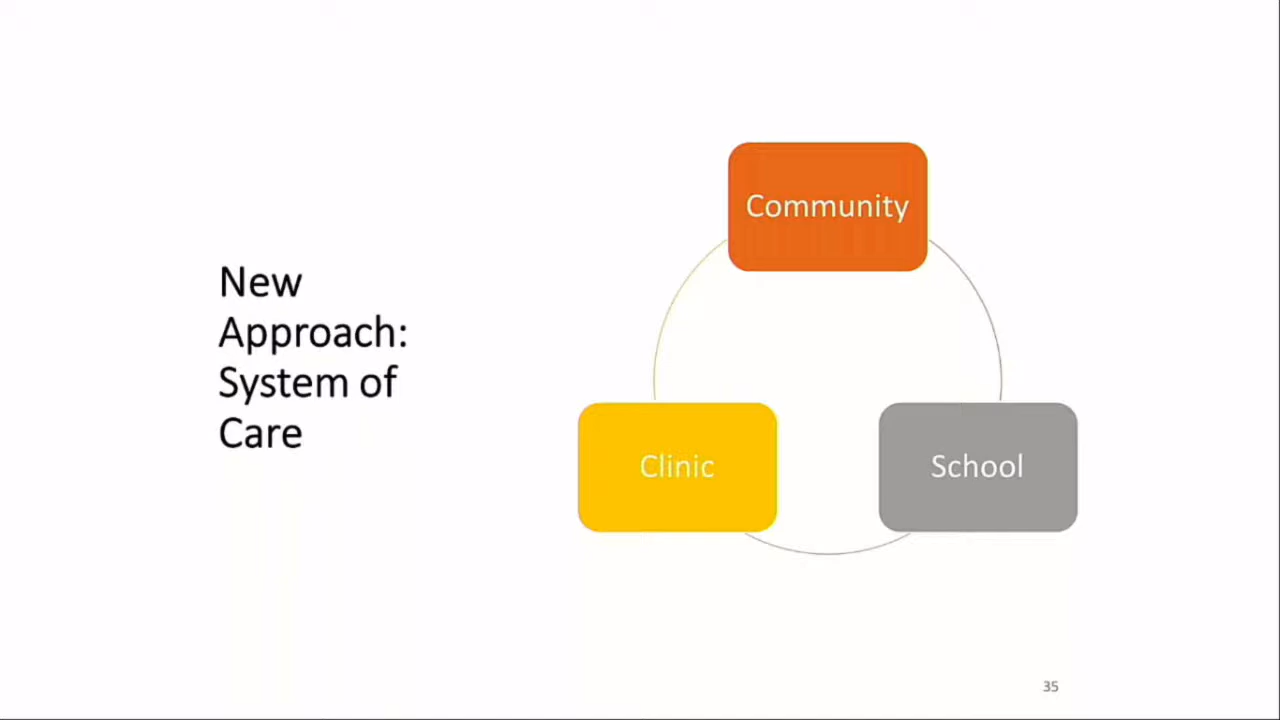 New
Approach:
System of
Care
Community
Clinic
School
35